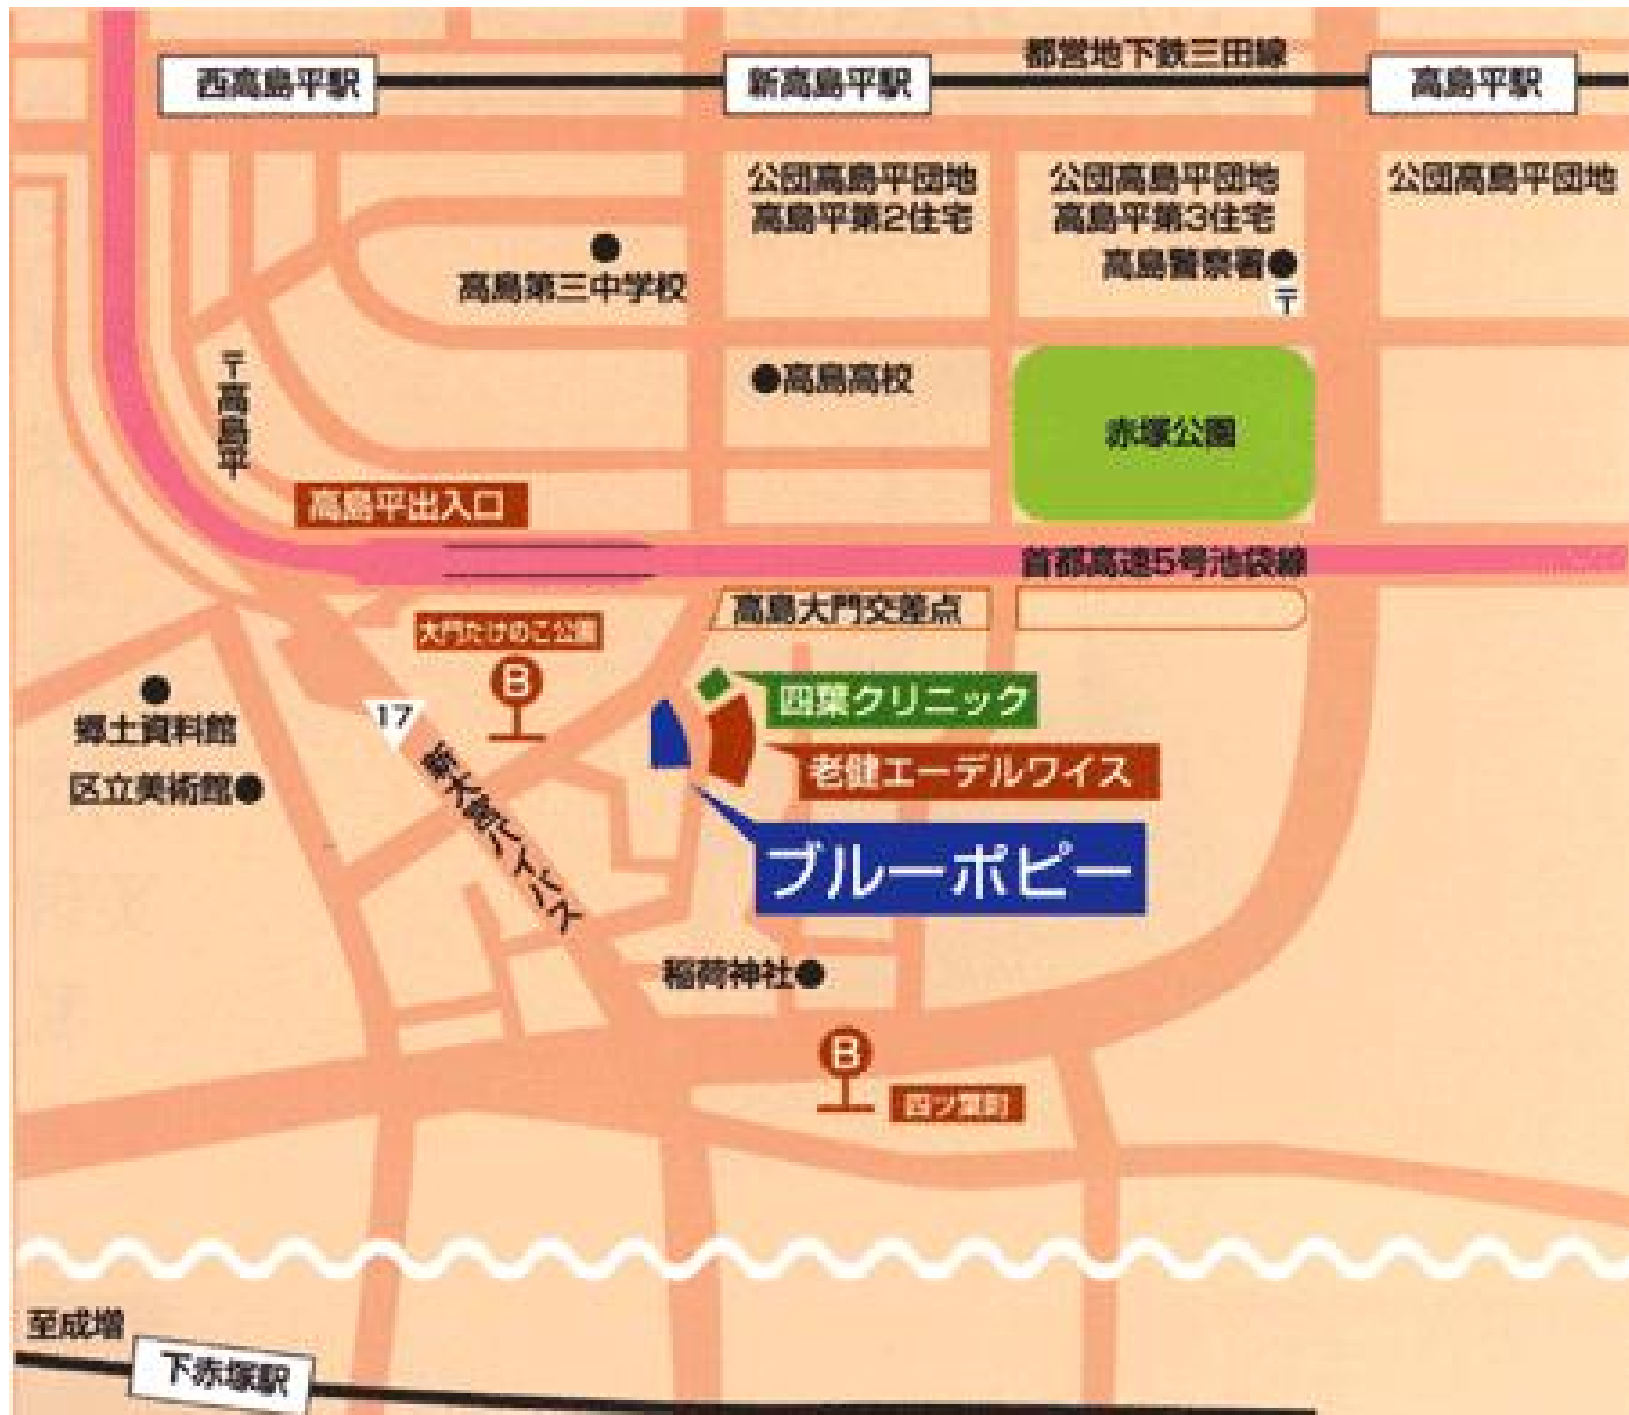 都営地下鉄三田線
西高島平駅
新高島平駅
高島平駅
公団高島平団地
高島平第2住宅
公団高島平団地
高島平第3住宅
公団高島平団地
高島警察署
〒
高島第三中学校
高島高校
赤塚公園
〒高島平
高島平出入口
首都高速5号池袋線
高島大門交差点
大門たけのこ公園
B
四葉クリニック
17
郷土資料館
新大宮バイパス
老健エーデルワイス
区立美術館
ブルーポピー
稲荷神社
B
四ツ葉町
至成増
下赤塚駅